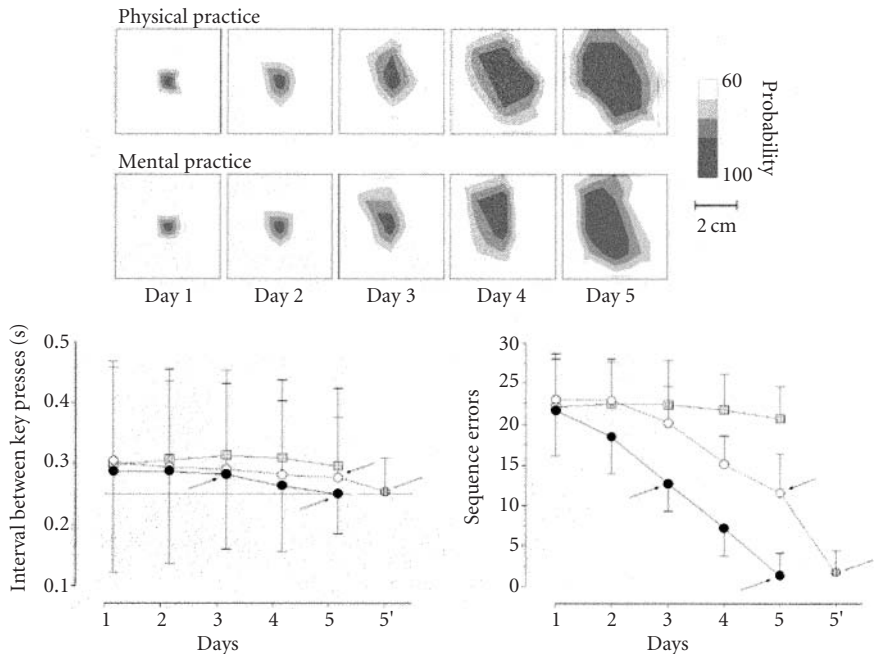 Physical practice
60
Probability
100
2 cm
Mental practice
Day 1 Day 2 Day 3 Day 4 Day 5
Interval between key presses (s)
0.5
0.4
0.3
0.2
0.1
1 2 3 4 5 5'
Days
Sequence errors
30
25
20
15
10
5
0
1 2 3 4 5 5'
Days